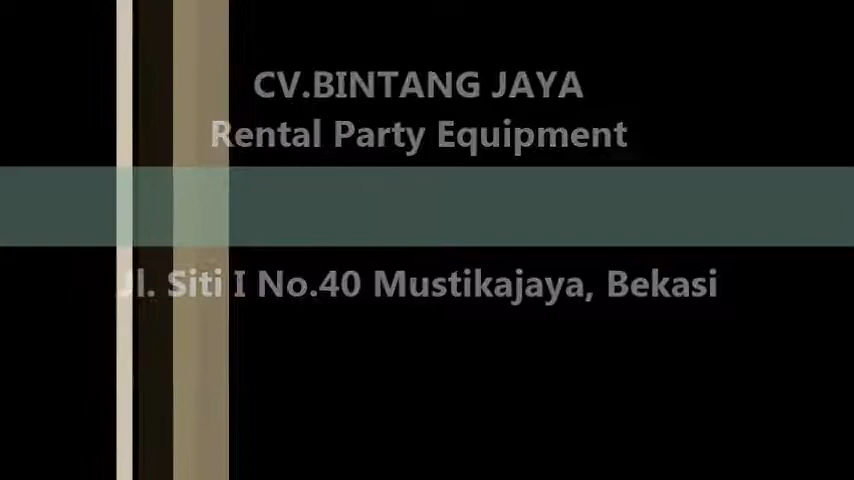 CV.BINTANG JAYA
Rental Party Equipment
Jl. Siti I No.40 Mustikajaya, Bekasi